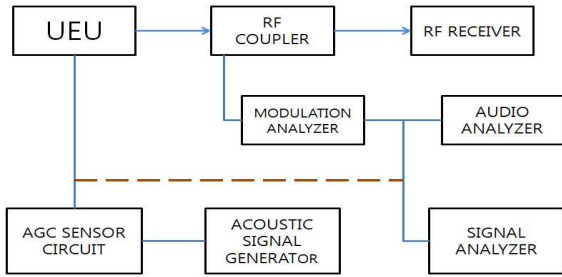 UEU
RF
COUPLER
RF RECEIVER
MODULATION
ANALYZER
AUDIO
ANALYZER
AGC SENSOR
CIRCUIT
ACOUSTIC
SIGNAL
GENERATOR
SIGNAL
ANALYZER